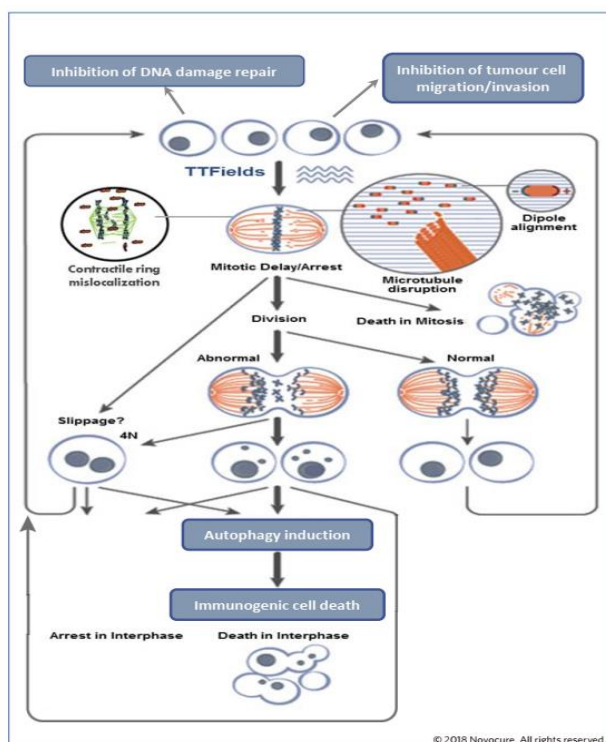 Inhibition of DNA damage repair
Inhibition of tumour cell
migration/invasion
TTFields
Dipole
alignment
Contractile ring
mislocalization
Mitotic Delay/Arrest
Microtubule
disruption
Division
Death in Mitosis
Abnormal
Normal
Slippage?
4N
Autophagy induction
Immunogenic cell death
Arrest in Interphase
Death in Interphase
© 2018 Novocure. All rights reserved